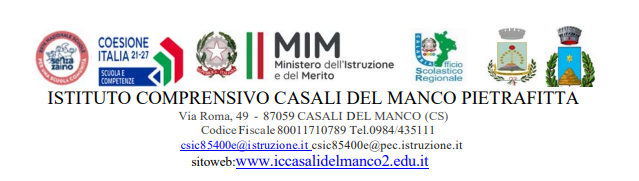 senza
zaino
COESIONE
ITALIA 21-27
SCUOLA E
COMPETENZE
MIM
Ministero dell'Istruzione
e del Merito
Ufficio
Scolastico
Regionale
ISTITUTO COMPRENSIVO CASALI DEL MANCO PIETRAFITTA
Via Roma, 49 - 87059 CASALI DEL MANCO (CS)
Codice Fiscale 80011710789 Tel.0984/435111
csic85400e@istruzione.it csic85400e@pec.istruzione.it
sitoweb:www.iccasalidelmanco2.edu.it